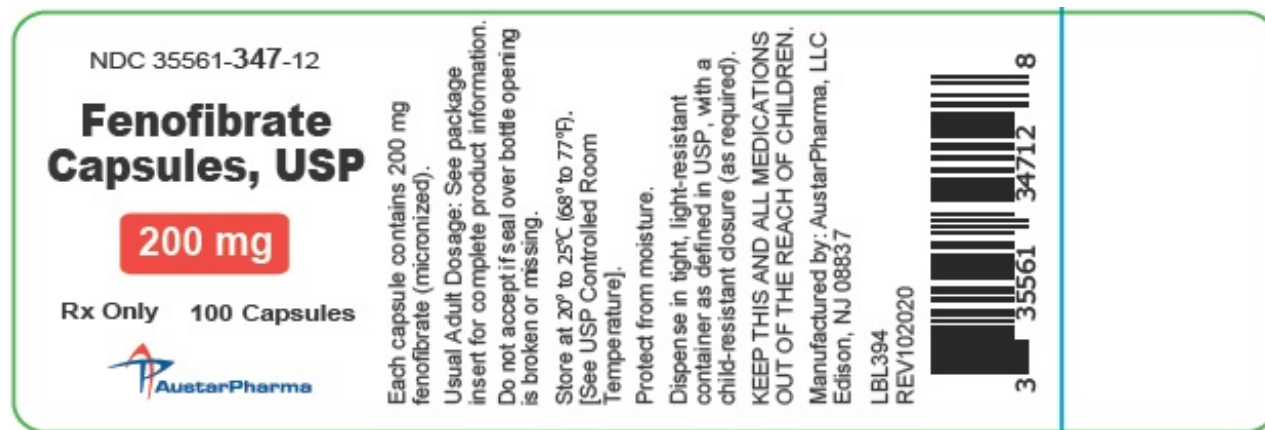 NDC 35561-347-12
Fenofibrate
Capsules, USP
200 mg
Rx Only 100 Capsules
AustarPharma
Each capsule contains 200 mg
fenofibrate (micronized).
Usual Adult Dosage: See package
insert for complete product information.
Do not accept if seal over bottle opening
is broken or missing.
Store at 20° to 25°C (68° to 77°F).
[See USP Controlled Room
Temperature].
Protect from moisture.
Dispense in tight, light-resistant
container as defined in USP, with a
child-resistant closure (as required).
KEEP THIS AND ALL MEDICATIONS
OUT OF THE REACH OF CHILDREN.
Manufactured by: AustarPharma, LLC
Edison, NJ 08837
LBL394
REV102020
3 35561 34712 8